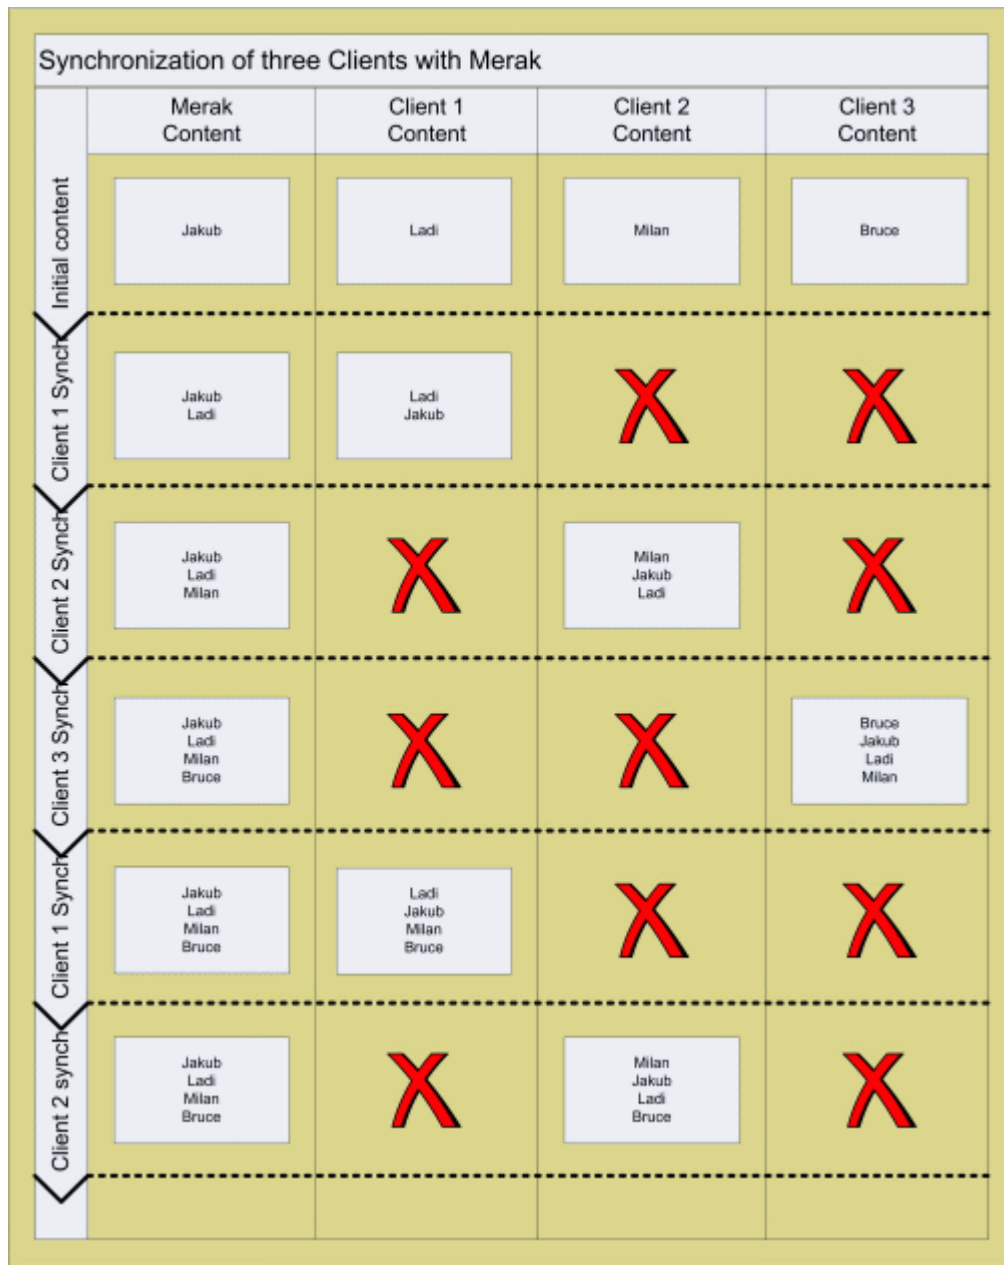 Synchronization of three Clients with Merak
Merak
Content
Client 1
Content
Client 2
Content
Client 3
Content
Initial content
Jakub
Ladi
Milan
Bruce
Client 1 Synch
Jakub
Ladi
Ladi
Jakub
Client 2 Synch
Jakub
Ladi
Milan
Milan
Jakub
Ladi
Client 3 Synch
Jakub
Ladi
Milan
Bruce
Bruce
Jakub
Ladi
Milan
Client 1 Synch
Jakub
Ladi
Milan
Bruce
Ladi
Jakub
Milan
Bruce
Client 2 synch
Jakub
Ladi
Milan
Bruce
Milan
Jakub
Ladi
Bruce